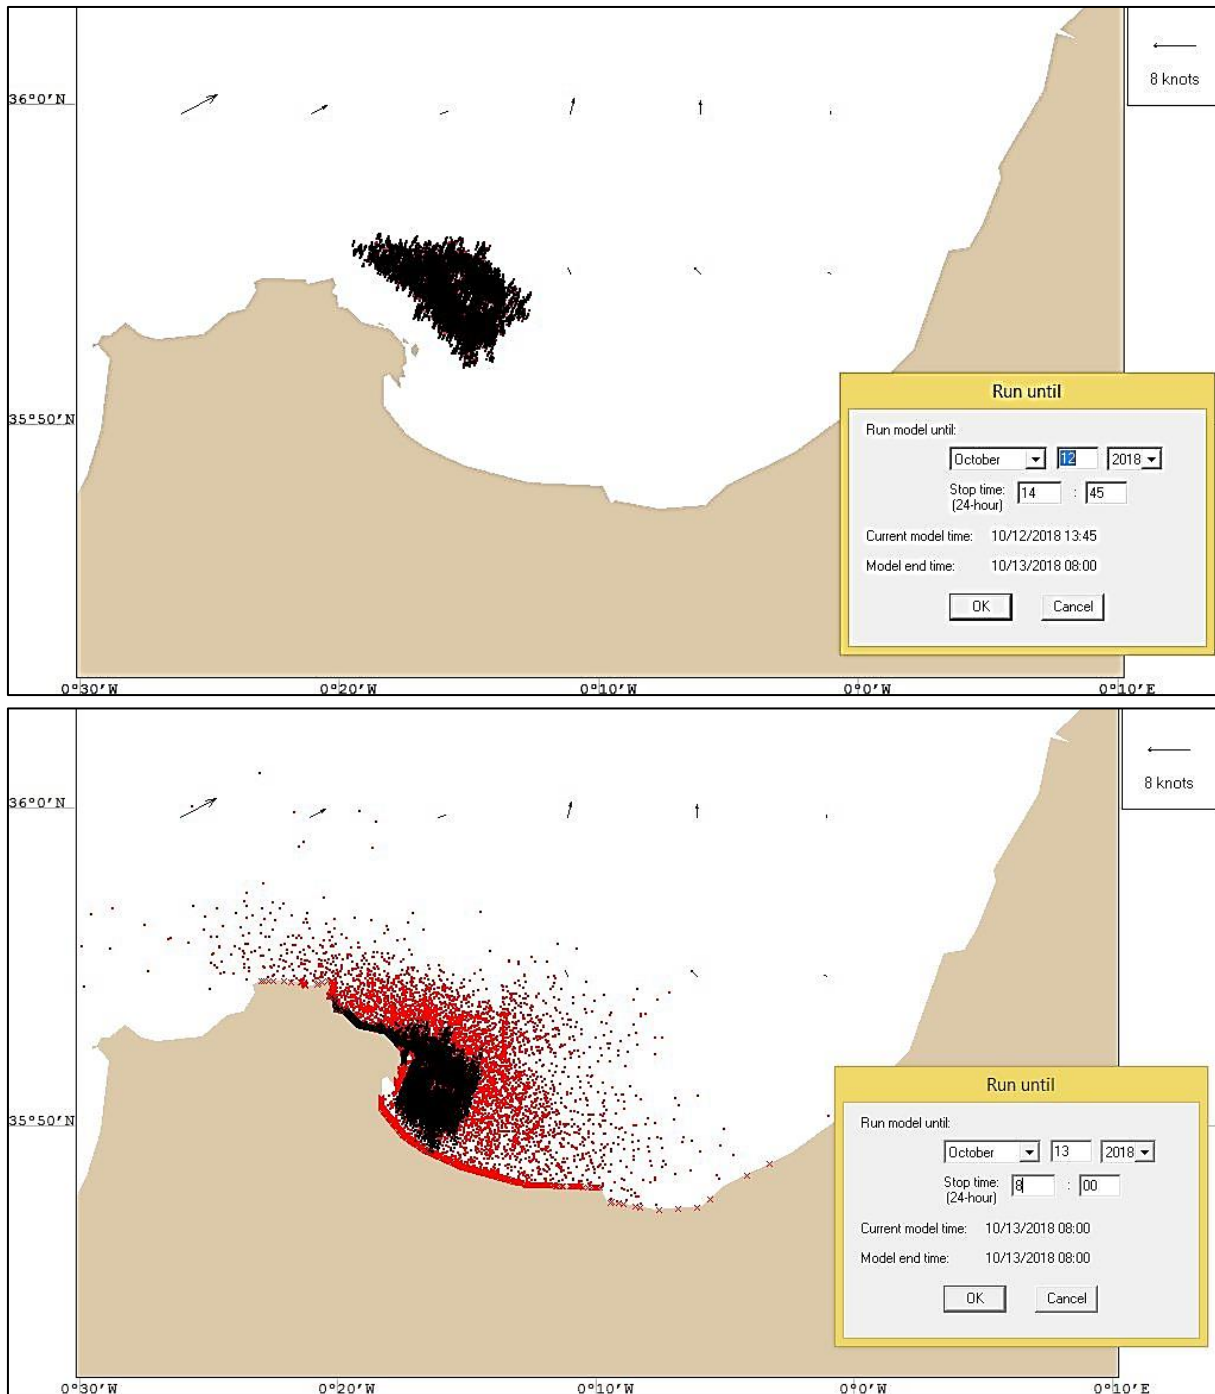 8 knots
36°0'N
35°50'N
Run until
Run model until:
October 12 2018
Stop time: 14 : 45
(24-hour)
Current model time: 10/12/2018 13:45
Model end time: 10/13/2018 08:00
OK Cancel
0°30'W 0°20'W 0°10'W 0°0'W 0°10'E
8 knots
36°0'N
35°50'N
Run until
Run model until:
October 13 2018
Stop time: 8 : 00
(24-hour)
Current model time: 10/13/2018 08:00
Model end time: 10/13/2018 08:00
OK Cancel
0°30'W 0°20'W 0°10'W 0°0'W 0°10'E